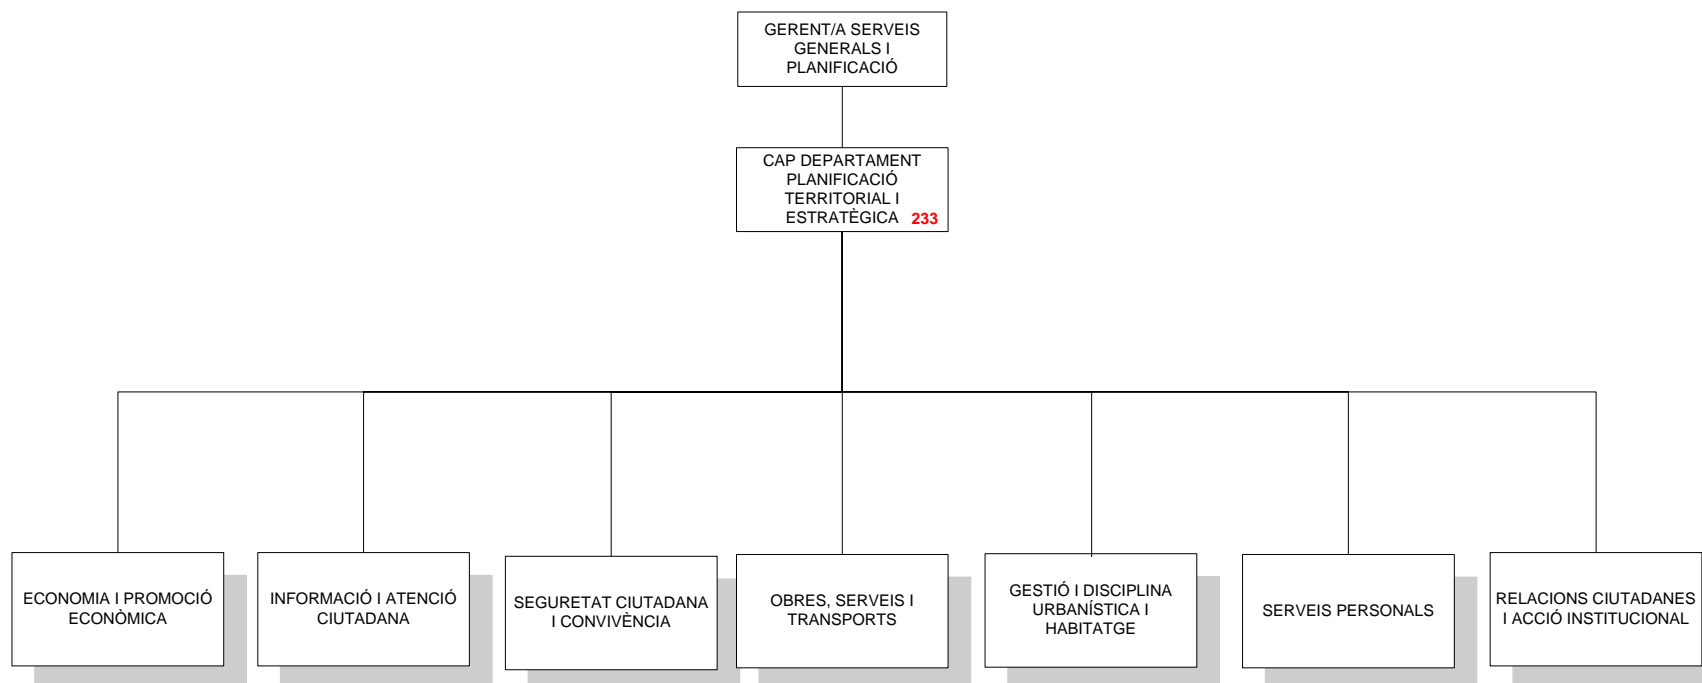 GERENT/A SERVEIS
GENERALS I
PLANIFICACIÓ
CAP DEPARTAMENT
PLANIFICACIÓ
TERRITORIAL I
ESTRATÈGICA 233
ECONOMIA I PROMOCIÓ
ECONÒMICA
INFORMACIÓ I ATENCIÓ
CIUTADANA
SEGURETAT CIUTADANA
I CONVIVÈNCIA
OBRES, SERVEIS I
TRANSPORTS
GESTIÓ I DISCIPLINA
URBANÍSTICA I
HABITATGE
SERVEIS PERSONALS
RELACIONS CIUTADANES
I ACCIÓ INSTITUCIONAL